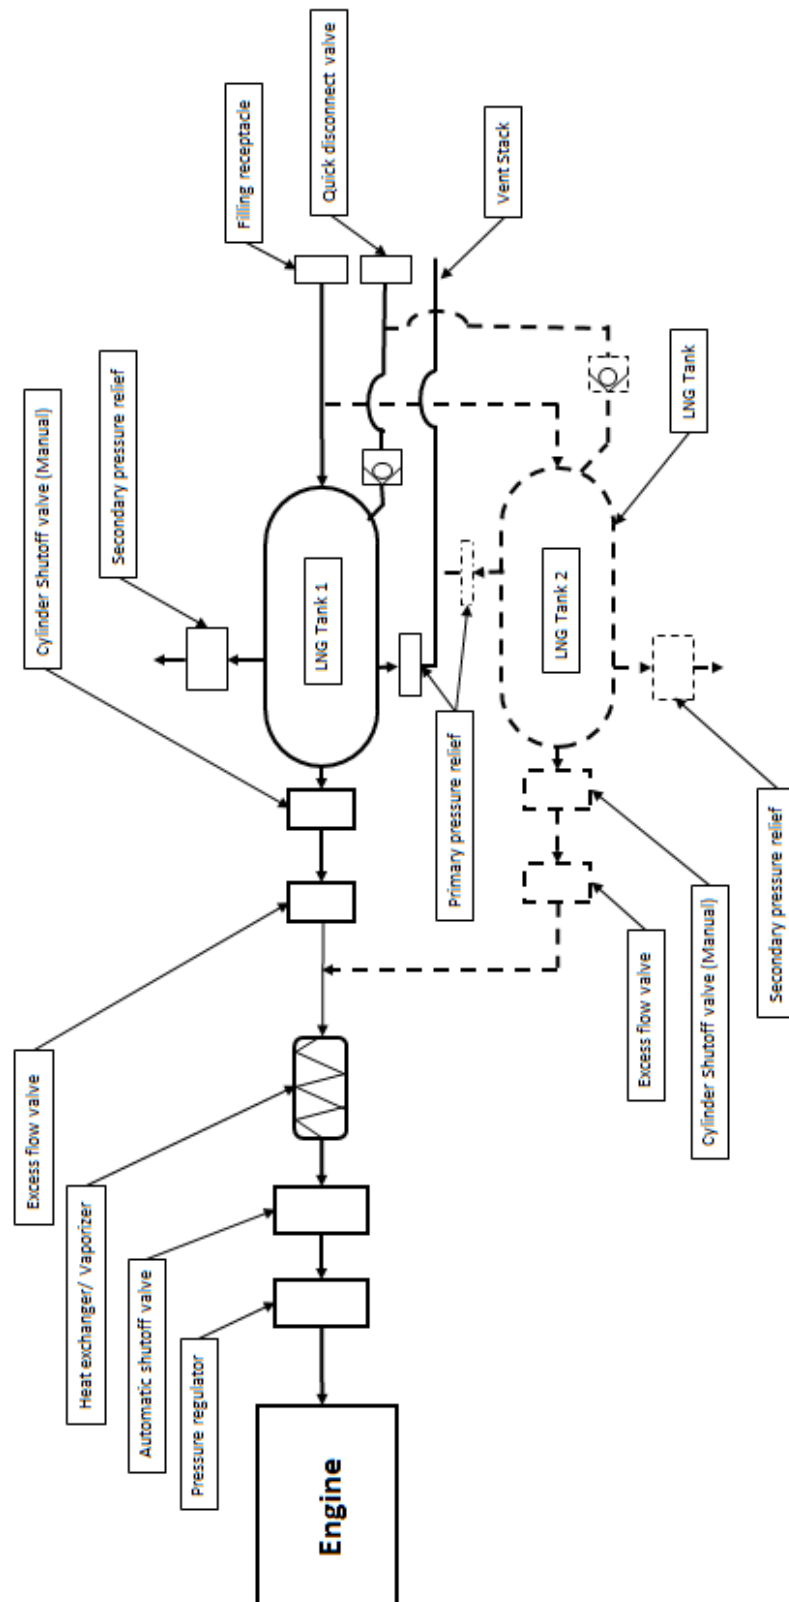 Filling receptacle
Quick disconnect valve
Vent Stack
Cylinder Shutoff valve (Manual)
Secondary pressure relief
LNG Tank
LNG Tank 1
LNG Tank 2
Primary pressure relief
Excess flow valve
Heat exchanger/ Vaporizer
Automatic shutoff valve
Pressure regulator
Excess flow valve
Cylinder Shutoff valve (Manual)
Secondary pressure relief
Engine